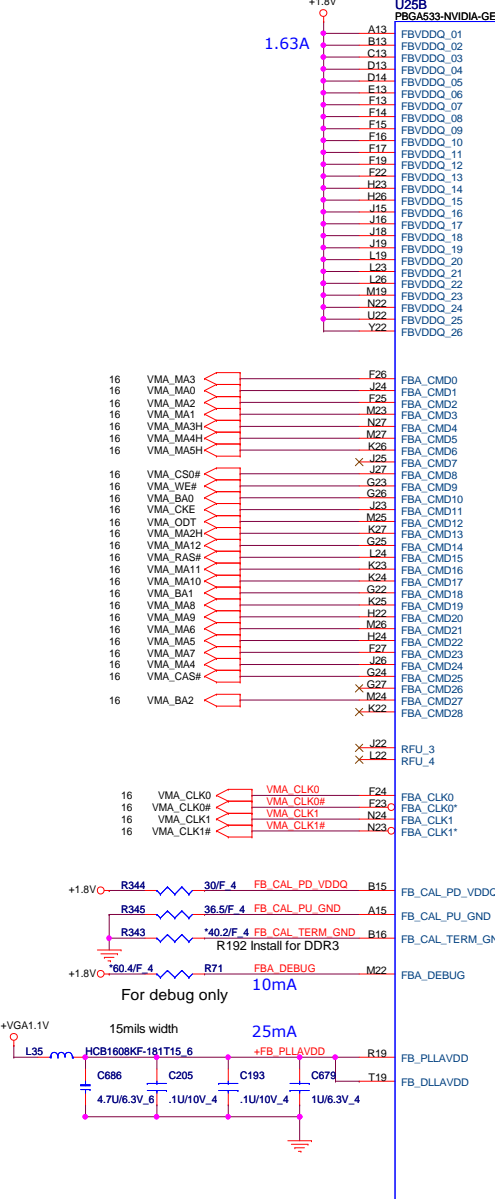 +1.8V
U25B
PBGA533-NVIDIA-GE
1.63A
A13 FBVDDQ_01
B13 FBVDDQ_02
C13 FBVDDQ_03
D13 FBVDDQ_04
D14 FBVDDQ_05
E13 FBVDDQ_06
F13 FBVDDQ_07
F14 FBVDDQ_08
F15 FBVDDQ_09
F16 FBVDDQ_10
F17 FBVDDQ_11
F19 FBVDDQ_12
F22 FBVDDQ_13
H23 FBVDDQ_14
H26 FBVDDQ_15
J15 FBVDDQ_16
J16 FBVDDQ_17
J18 FBVDDQ_18
J19 FBVDDQ_19
L19 FBVDDQ_20
L23 FBVDDQ_21
L26 FBVDDQ_22
M19 FBVDDQ_23
N22 FBVDDQ_24
U22 FBVDDQ_25
Y22 FBVDDQ_26
16 VMA_MA3 F26 FBA_CMD0
16 VMA_MA0 J24 FBA_CMD1
16 VMA_MA2 F25 FBA_CMD2
16 VMA_MA1 M23 FBA_CMD3
16 VMA_MA3H N27 FBA_CMD4
16 VMA_MA4H M27 FBA_CMD5
16 VMA_MA5H K26 FBA_CMD6
J25 FBA_CMD7
16 VMA_CS0# J27 FBA_CMD8
16 VMA_WE# G23 FBA_CMD9
16 VMA_BA0 G26 FBA_CMD10
16 VMA_CKE J23 FBA_CMD11
16 VMA_ODT M25 FBA_CMD12
16 VMA_MA2H K27 FBA_CMD13
16 VMA_MA12 G25 FBA_CMD14
16 VMA_RAS# L24 FBA_CMD15
16 VMA_MA11 K23 FBA_CMD16
16 VMA_MA10 K24 FBA_CMD17
16 VMA_BA1 G22 FBA_CMD18
16 VMA_MA8 K25 FBA_CMD19
16 VMA_MA9 H22 FBA_CMD20
16 VMA_MA6 M26 FBA_CMD21
16 VMA_MA5 H24 FBA_CMD22
16 VMA_MA7 F27 FBA_CMD23
16 VMA_MA4 J26 FBA_CMD24
16 VMA_CAS# G24 FBA_CMD25
G27 FBA_CMD26
16 VMA_BA2 M24 FBA_CMD27
K22 FBA_CMD28
J22 RFU_3
L22 RFU_4
16 VMA_CLK0 VMA_CLK0 F24 FBA_CLK0
16 VMA_CLK0# VMA_CLK0# F23 FBA_CLK0*
16 VMA_CLK1 VMA_CLK1 N24 FBA_CLK1
16 VMA_CLK1# VMA_CLK1# N23 FBA_CLK1*
+1.8V R344 30/F_4 FB_CAL_PD_VDDQ B15 FB_CAL_PD_VDDQ
R345 36.5/F_4 FB_CAL_PU_GND A15 FB_CAL_PU_GND
R343 *40.2/F_4 FB_CAL_TERM_GND B16 FB_CAL_TERM_GN
R192 Install for DDR3
+1.8V *60.4/F_4 R71 FBA_DEBUG M22 FBA_DEBUG
For debug only
10mA
+VGA1.1V
15mils width
25mA
L35 HCB1608KF-181T15_6 +FB_PLLAVDD R19 FB_PLLAVDD
C686 C205 C193 C679 T19 FB_DLLAVDD
4.7U/6.3V_6 .1U/10V_4 .1U/10V_4 1U/6.3V_4